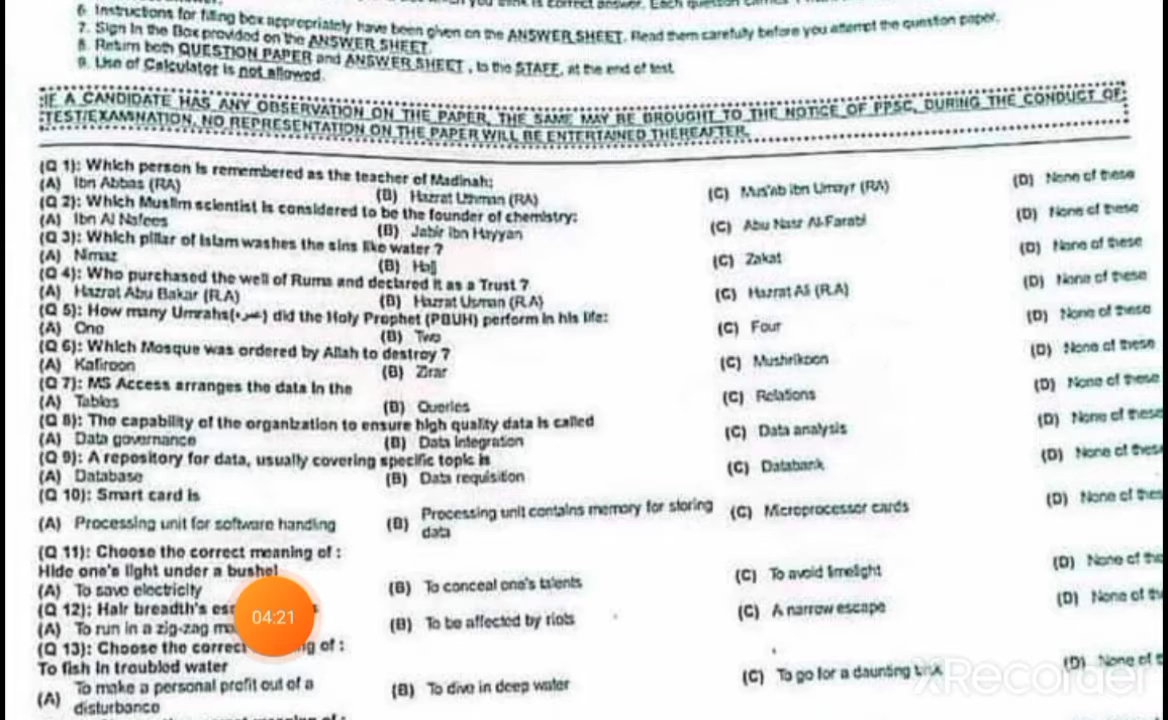 you think is correct answer. Each question carries
6. Instructions for filling box appropriately have been given on the ANSWER SHEET. Read them carefully before you attempt the question paper.
7. Sign in the Box provided on the ANSWER SHEET.
8. Return both QUESTION PAPER and ANSWER SHEET, to the STAFF, at the end of test.
9. Use of Calculator is not allowed.
IF A CANDIDATE HAS ANY OBSERVATION ON THE PAPER, THE SAME MAY BE BROUGHT TO THE NOTICE OF PPSC, DURING THE CONDUCT OF
TEST/EXAMNATION, NO REPRESENTATION ON THE PAPER WILL BE ENTERTAINED THEREAFTER.
(Q 1): Which person is remembered as the teacher of Madinah:
(A) Ibn Abbas (RA) (B) Hazrat Usman (RA) (C) Mus'ab ibn Umayr (RA) (D) None of these
(Q 2): Which Muslim scientist is considered to be the founder of chemistry:
(A) Ibn Al Nafees (B) Jabir Ibn Hayyan (C) Abu Nasr Al-Farabi (D) None of these
(Q 3): Which pillar of Islam washes the sins like water ?
(A) Nimaz (B) Hajj (C) Zakat (D) None of these
(Q 4): Who purchased the well of Ruma and declared it as a Trust ?
(A) Hazrat Abu Bakar (R.A) (B) Hazrat Usman (R.A) (C) Hazrat Ali (R.A) (D) None of these
(Q 5): How many Umrahs(عمرہ) did the Holy Prophet (PBUH) perform in his life:
(A) One (B) Two (C) Four (D) None of these
(Q 6): Which Mosque was ordered by Allah to destroy ?
(A) Kafiroon (B) Zirar (C) Mushrikoon (D) None of these
(Q 7): MS Access arranges the data in the
(A) Tables (B) Queries (C) Relations (D) None of these
(Q 8): The capability of the organization to ensure high quality data is called
(A) Data governance (B) Data integration (C) Data analysis (D) None of these
(Q 9): A repository for data, usually covering specific topic is
(A) Database (B) Data requisition (C) Databank (D) None of these
(Q 10): Smart card is
(A) Processing unit for software handing (B) Processing unit contains memory for storing data (C) Microprocessor cards (D) None of thes
(Q 11): Choose the correct meaning of :
Hide one's light under a bushel
(A) To save electricity (B) To conceal one's talents (C) To avoid limelight (D) None of the
(Q 12): Hair breadth's es
(A) To run in a zig-zag ma (B) To be affected by riots (C) A narrow escape (D) None of th
04:21
(Q 13): Choose the correct ng of :
To fish in troubled water
(A) To make a personal profit out of a disturbance (B) To dive in deep water (C) To go for a daunting task (D) None of t
XRecorder